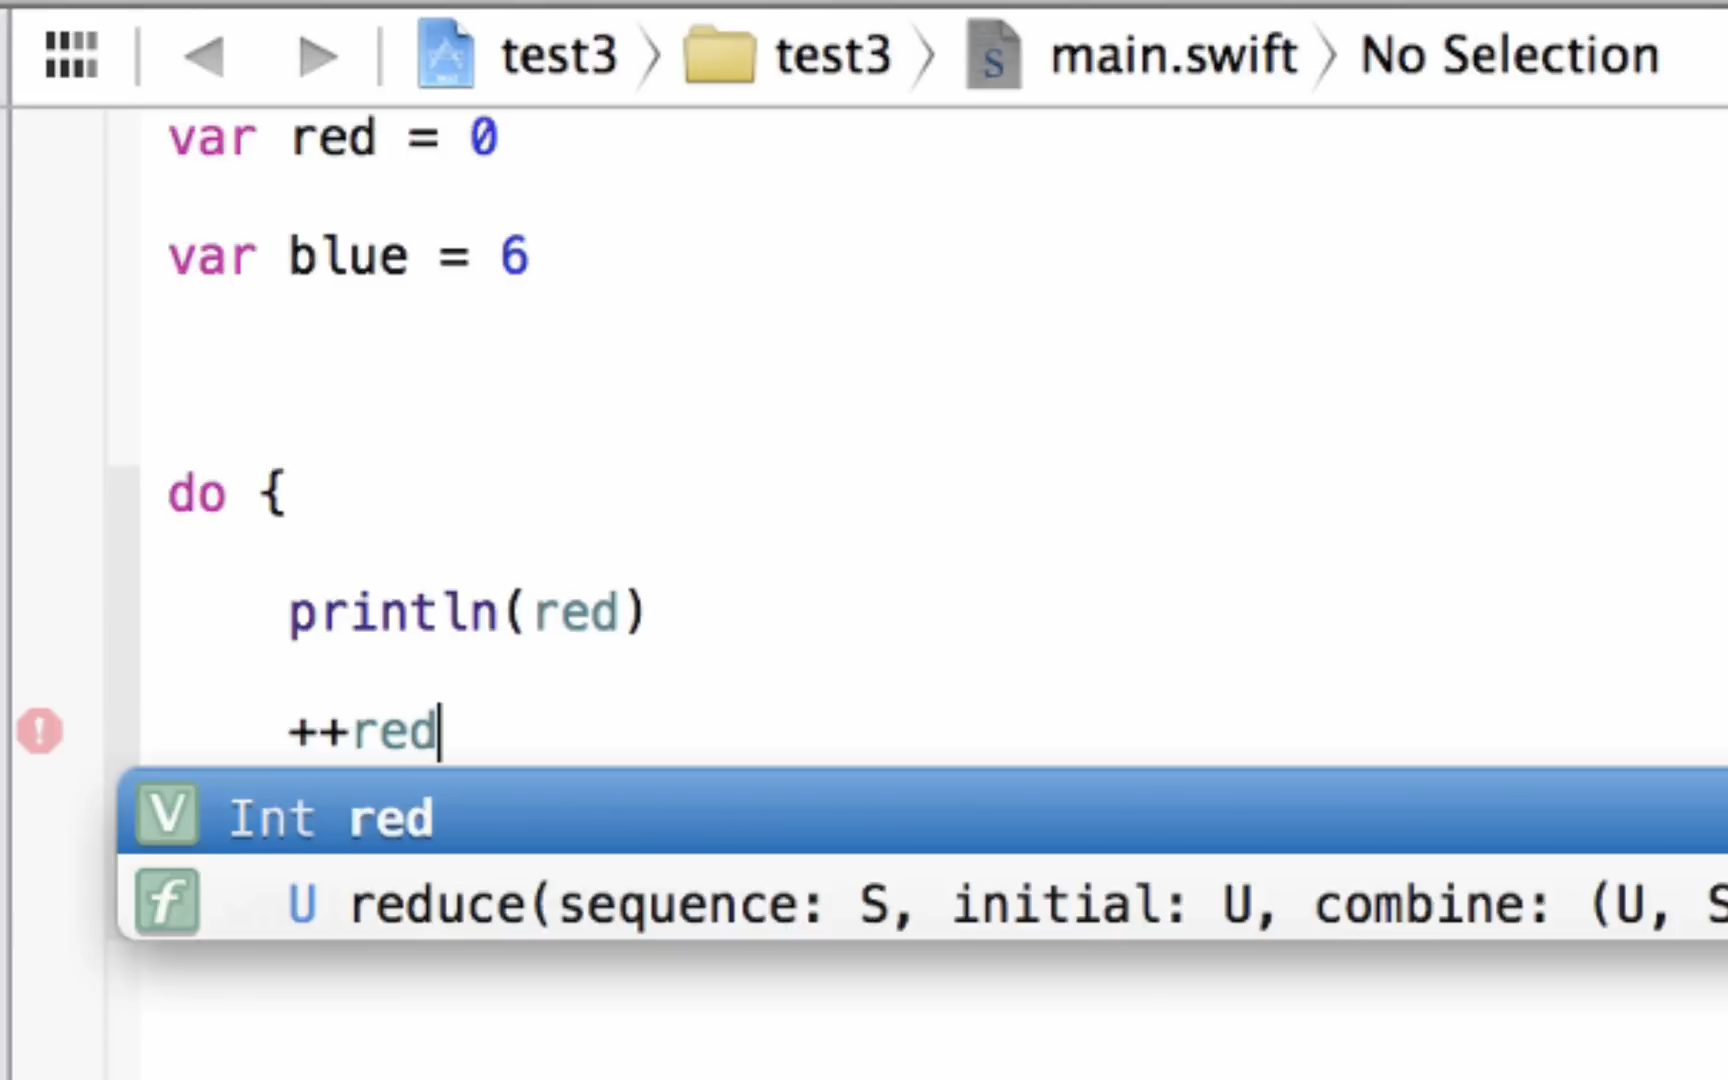 test3 test3 main.swift No Selection
var red = 0
var blue = 6
do {
println(red)
++red
V Int red
f U reduce(sequence: S, initial: U, combine: (U, S